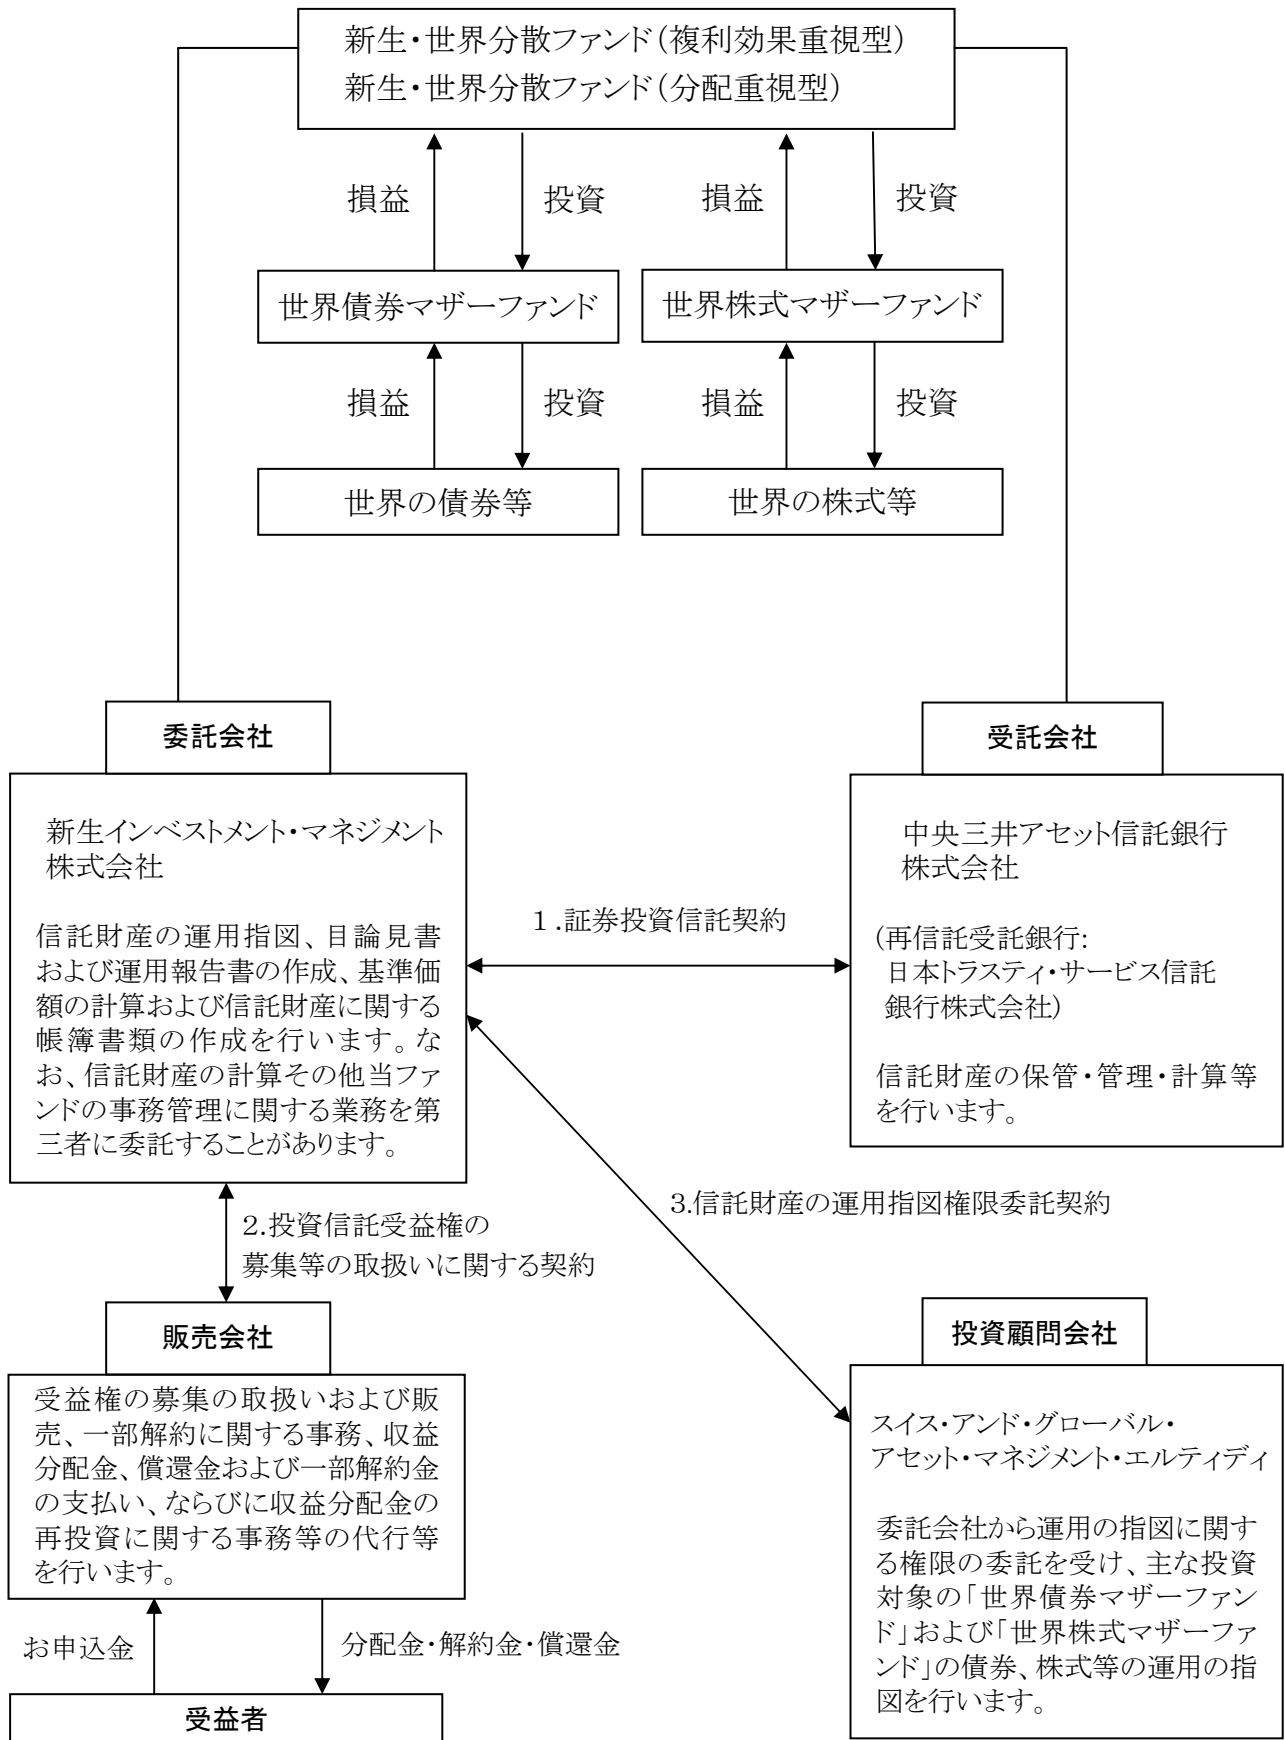 新生・世界分散ファンド(複利効果重視型)
新生・世界分散ファンド(分配重視型)
損益
投資
損益
投資
世界債券マザーファンド
世界株式マザーファンド
損益
投資
損益
投資
世界の債券等
世界の株式等
委託会社
新生インベストメント・マネジメント
株式会社
信託財産の運用指図、目論見書
および運用報告書の作成、基準価
額の計算および信託財産に関する
帳簿書類の作成を行います。な
お、信託財産の計算その他当ファ
ンドの事務管理に関する業務を第
三者に委託することがあります。
受託会社
中央三井アセット信託銀行
株式会社
(再信託受託銀行:
日本トラスティ・サービス信託
銀行株式会社)
信託財産の保管・管理・計算等
を行います。
1.証券投資信託契約
2.投資信託受益権の
募集等の取扱いに関する契約
3.信託財産の運用指図権限委託契約
販売会社
受益権の募集の取扱いおよび販
売、一部解約に関する事務、収益
分配金、償還金および一部解約金
の支払い、ならびに収益分配金の
再投資に関する事務等の代行等
を行います。
投資顧問会社
スイス・アンド・グローバル・
アセット・マネジメント・エルティディ
委託会社から運用の指図に関す
る権限の委託を受け、主な投資
対象の「世界債券マザーファン
ド」および「世界株式マザーファ
ンド」の債券、株式等の運用の指
図を行います。
お申込金
分配金・解約金・償還金
受益者